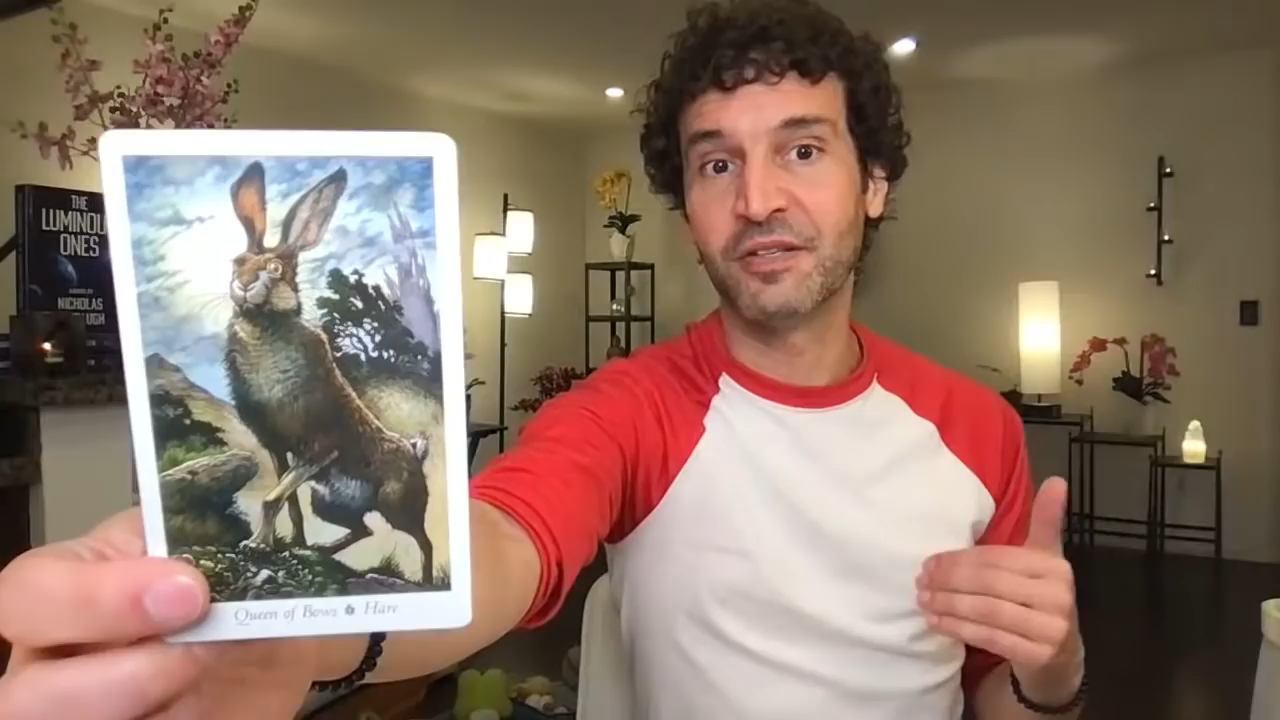 THE
LUMINOU
ONES
NICHOLAS
UGH
Queen of Bows Hare